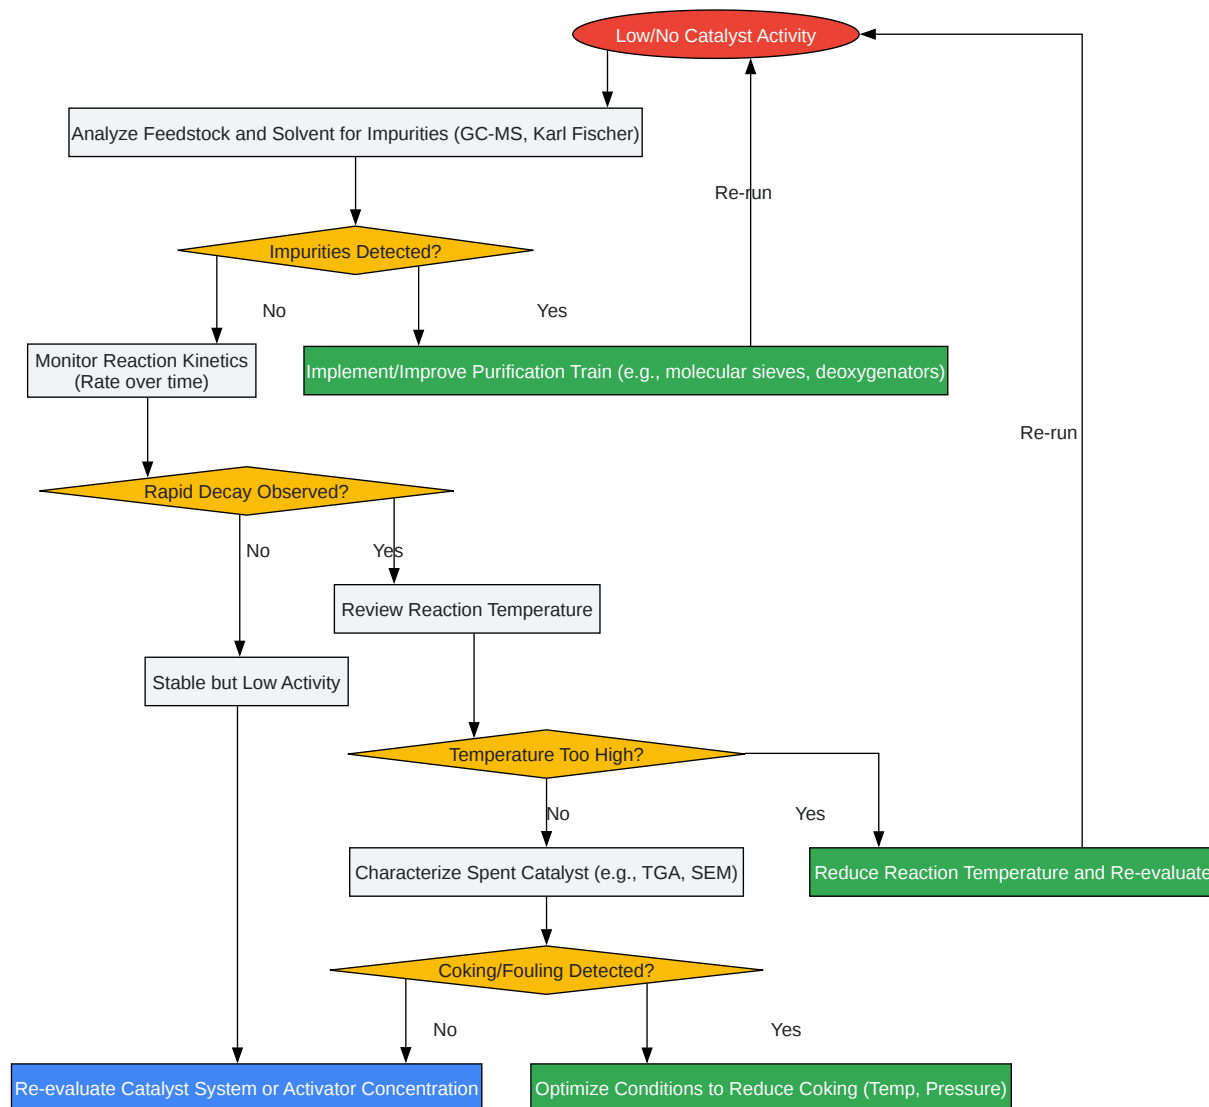 Low/No Catalyst Activity
Analyze Feedstock and Solvent for Impurities (GC-MS, Karl Fischer)
Re-run
Impurities Detected?
No
Yes
Monitor Reaction Kinetics
(Rate over time)
Implement/Improve Purification Train (e.g., molecular sieves, deoxygenators)
Re-run
Rapid Decay Observed?
No
Yes
Review Reaction Temperature
Stable but Low Activity
Temperature Too High?
No
Yes
Characterize Spent Catalyst (e.g., TGA, SEM)
Reduce Reaction Temperature and Re-evaluate
Coking/Fouling Detected?
No
Yes
Re-evaluate Catalyst System or Activator Concentration
Optimize Conditions to Reduce Coking (Temp, Pressure)